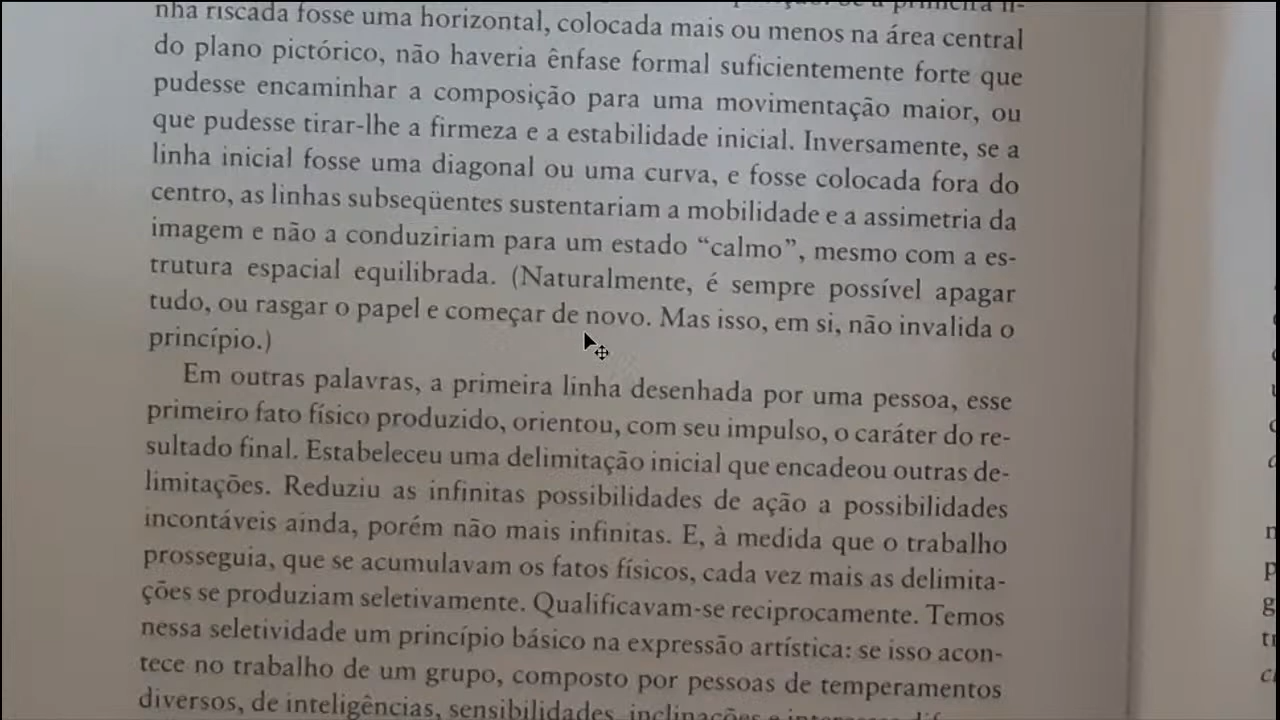 nha riscada fosse uma horizontal, colocada mais ou menos na área central
do plano pictórico, não haveria ênfase formal suficientemente forte que
pudesse encaminhar a composição para uma movimentação maior, ou
que pudesse tirar-lhe a firmeza e a estabilidade inicial. Inversamente, se a
linha inicial fosse uma diagonal ou uma curva, e fosse colocada fora do
centro, as linhas subseqüentes sustentariam a mobilidade e a assimetria da
imagem e não a conduziriam para um estado “calmo”, mesmo com a es-
trutura espacial equilibrada. (Naturalmente, é sempre possível apagar
tudo, ou rasgar o papel e começar de novo. Mas isso, em si, não invalida o
princípio.)
Em outras palavras, a primeira linha desenhada por uma pessoa, esse
primeiro fato físico produzido, orientou, com seu impulso, o caráter do re-
sultado final. Estabeleceu uma delimitação inicial que encadeou outras de-
limitações. Reduziu as infinitas possibilidades de ação a possibilidades
incontáveis ainda, porém não mais infinitas. E, à medida que o trabalho
prosseguia, que se acumulavam os fatos físicos, cada vez mais as delimita-
ções se produziam seletivamente. Qualificavam-se reciprocamente. Temos
nessa seletividade um princípio básico na expressão artística: se isso acon-
tece no trabalho de um grupo, composto por pessoas de temperamentos
diversos, de inteligências, sensibilidades, inclinações e